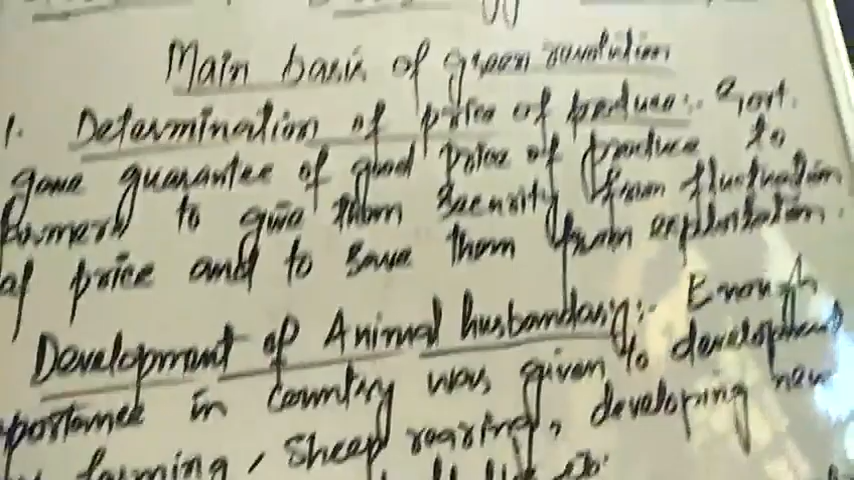 Main basis of green revolution
1. Determination of price of produce:- Govt.
gave guarantee of good price of produce to
farmers to give them security from fluctuation
of price and to save them from exploitation.
Development of Animal husbandary:- Enough
importance in country was given to development
farming, sheep rearing, developing new